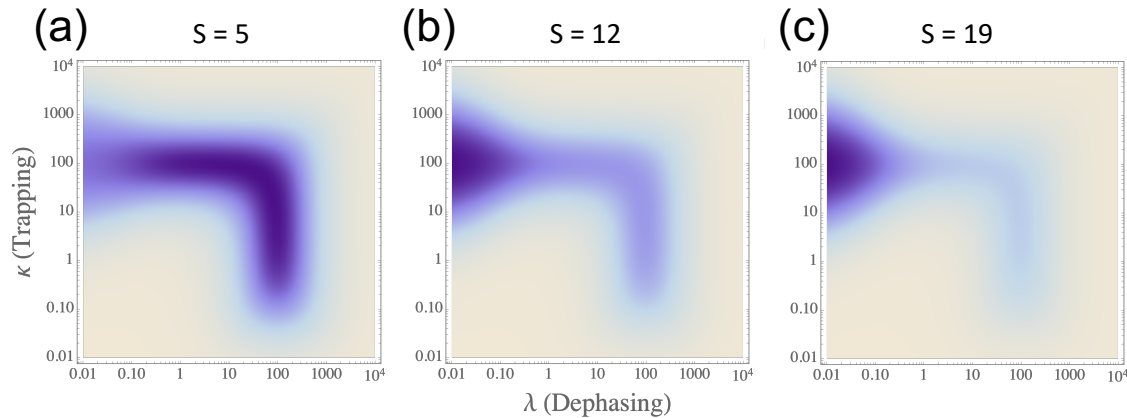 (a) S = 5 (b) S = 12 (c) S = 19
10⁴ 10⁴ 10⁴
1000 1000 1000
100 100 100
κ (Trapping) 10 10 10
1 1 1
0.10 0.10 0.10
0.01 0.01 0.01
0.01 0.10 1 10 100 1000 10⁴ 0.01 0.10 1 10 100 1000 10⁴ 0.01 0.10 1 10 100 1000 10⁴
λ (Dephasing)